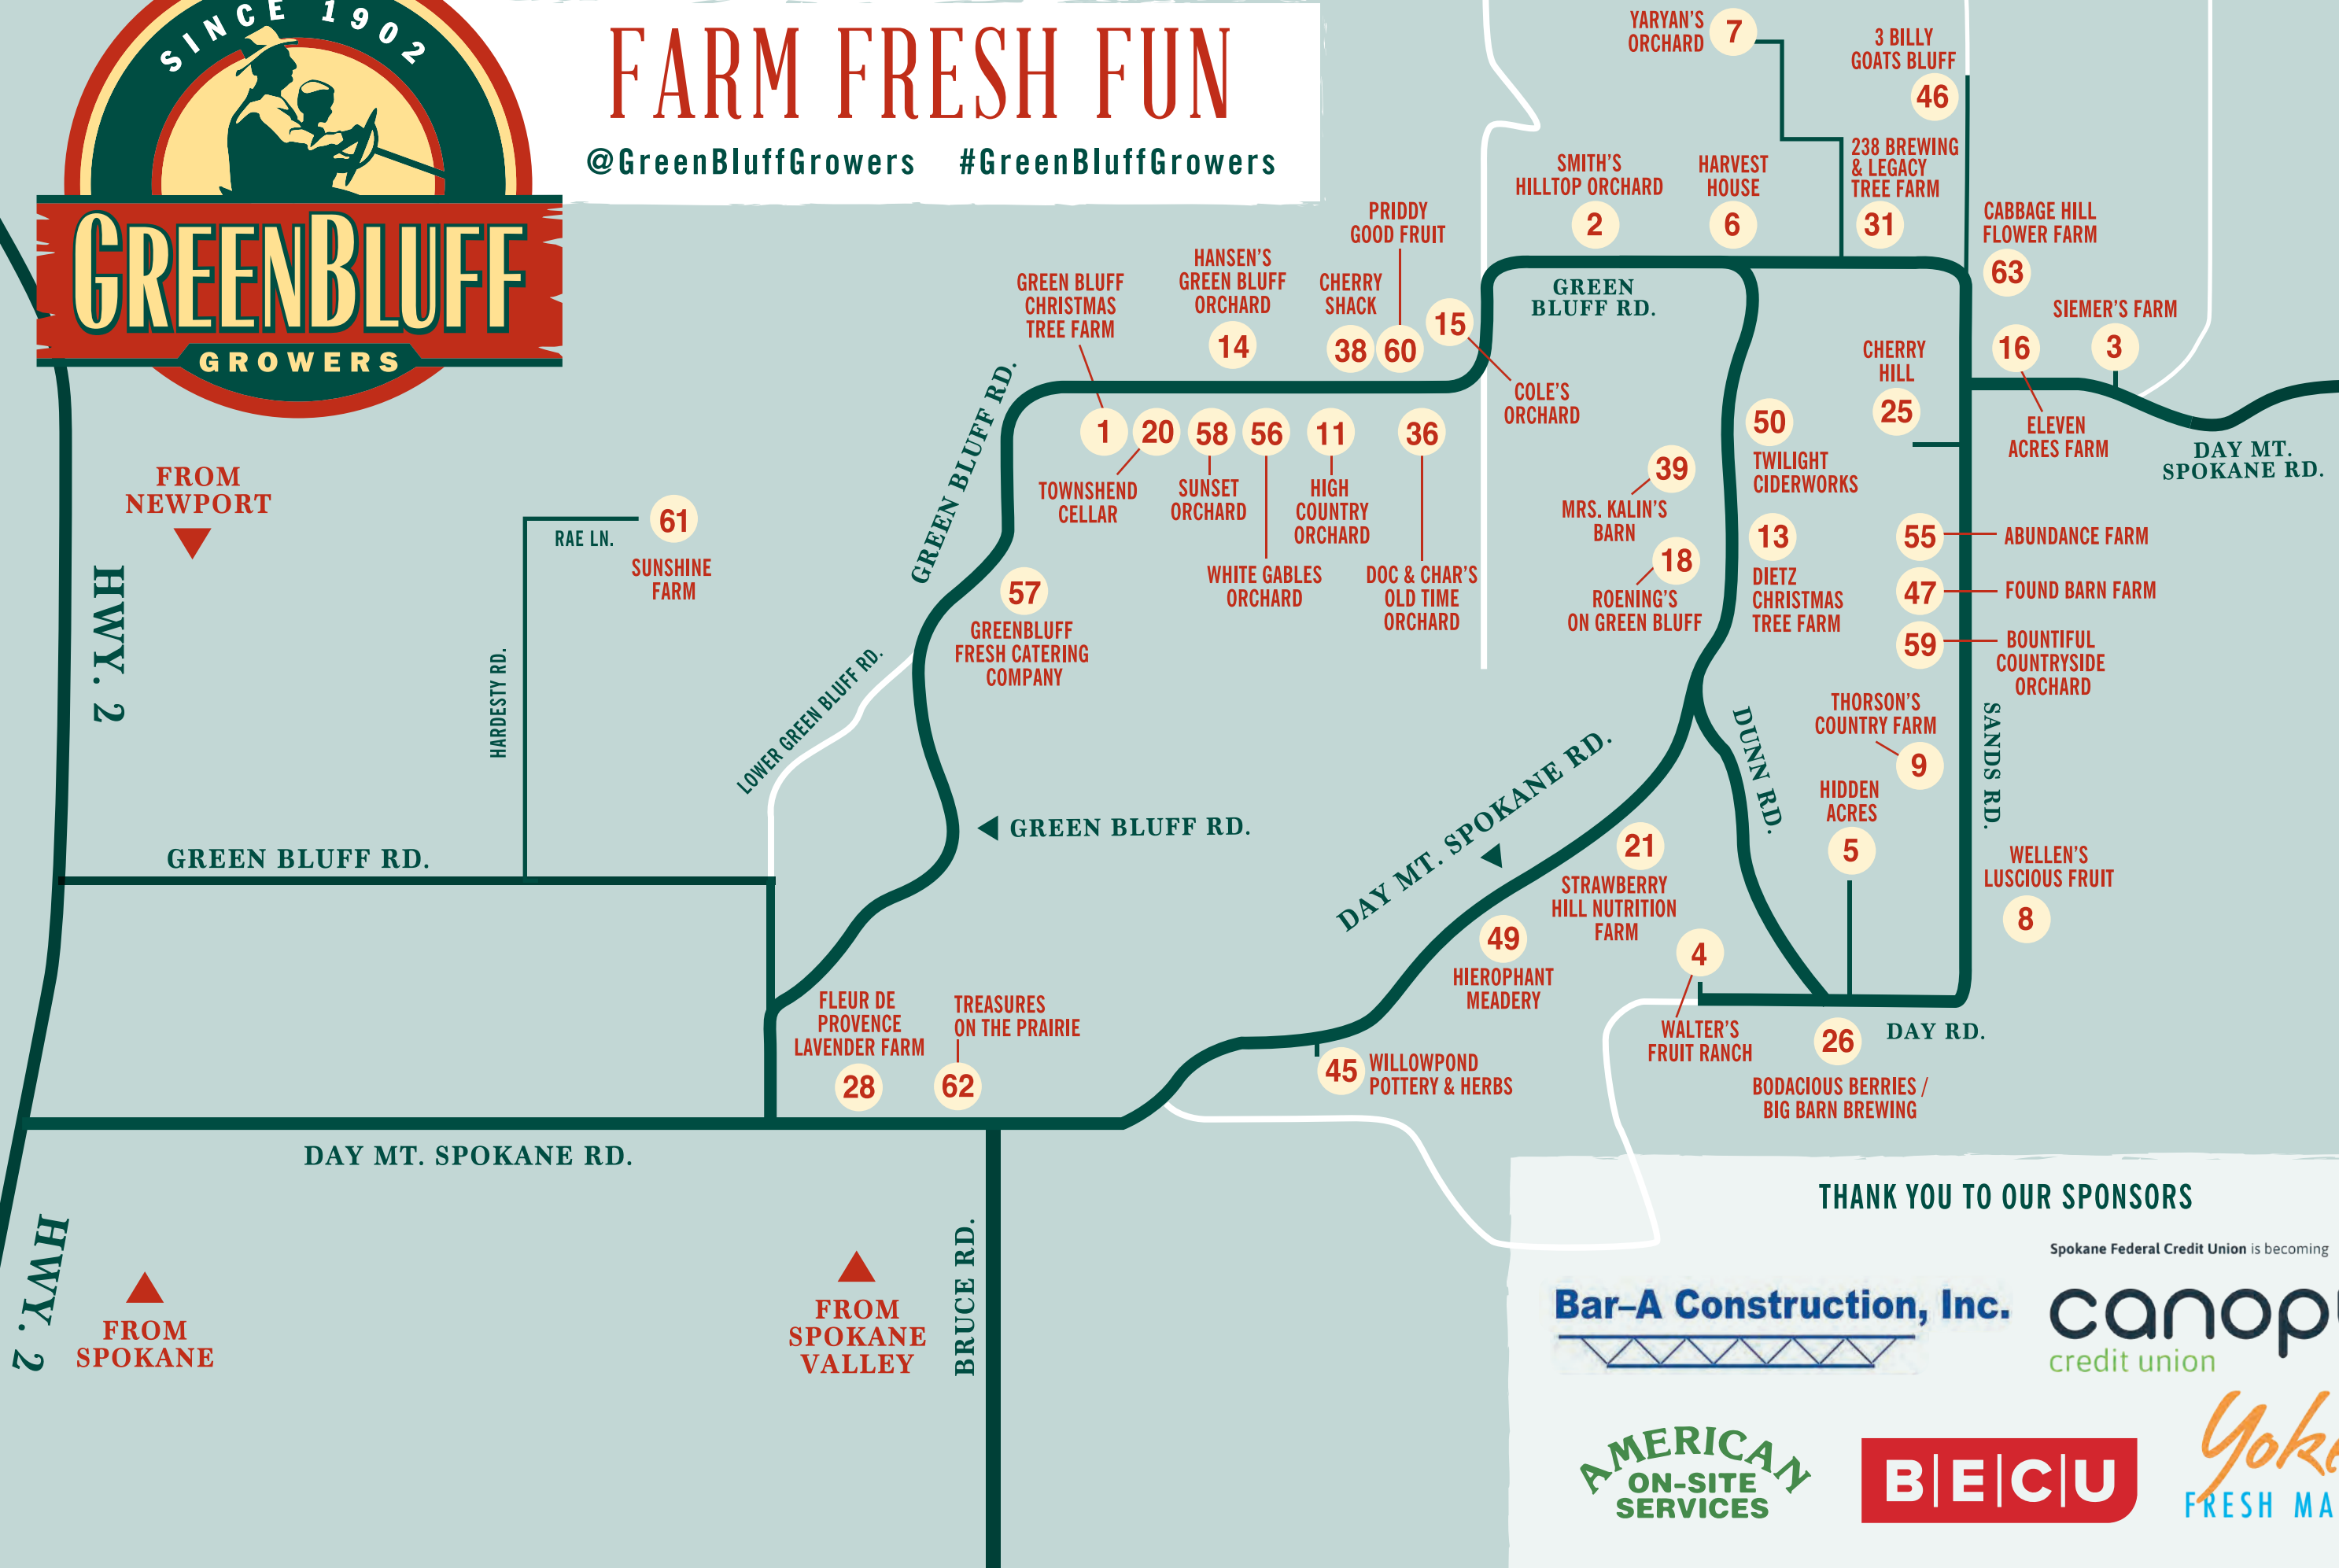 SINCE 1902
GREENBLUFF
GROWERS
FARM FRESH FUN
@GreenBluffGrowers #GreenBluffGrowers
YARYAN'S
ORCHARD
7
3 BILLY
GOATS BLUFF
46
238 BREWING
& LEGACY
TREE FARM
31
SMITH'S
HILLTOP ORCHARD
2
HARVEST
HOUSE
6
CABBAGE HILL
FLOWER FARM
63
PRIDDY
GOOD FRUIT
60
HANSEN'S
GREEN BLUFF
ORCHARD
14
GREEN BLUFF
CHRISTMAS
TREE FARM
1
CHERRY
SHACK
38
15
COLE'S
ORCHARD
GREEN
BLUFF RD.
SIEMER'S FARM
3
16
ELEVEN
ACRES FARM
CHERRY
HILL
25
DAY MT.
SPOKANE RD.
GREEN BLUFF RD.
20
TOWNSHEND
CELLAR
58
SUNSET
ORCHARD
56
WHITE GABLES
ORCHARD
11
HIGH
COUNTRY
ORCHARD
36
DOC & CHAR'S
OLD TIME
ORCHARD
50
TWILIGHT
CIDERWORKS
39
MRS. KALIN'S
BARN
13
DIETZ
CHRISTMAS
TREE FARM
18
ROENING'S
ON GREEN BLUFF
55
ABUNDANCE FARM
47
FOUND BARN FARM
59
BOUNTIFUL
COUNTRYSIDE
ORCHARD
FROM
NEWPORT
HWY. 2
61
RAE LN.
SUNSHINE
FARM
HARDESTY RD.
57
GREENBLUFF
FRESH CATERING
COMPANY
LOWER GREEN BLUFF RD.
THORSON'S
COUNTRY FARM
9
SANDS RD.
DUNN RD.
DAY MT. SPOKANE RD.
HIDDEN
ACRES
5
GREEN BLUFF RD.
GREEN BLUFF RD.
21
STRAWBERRY
HILL NUTRITION
FARM
WELLEN'S
LUSCIOUS FRUIT
8
49
HIEROPHANT
MEADERY
4
WALTER'S
FRUIT RANCH
FLEUR DE
PROVENCE
LAVENDER FARM
28
TREASURES
ON THE PRAIRIE
62
45
WILLOWPOND
POTTERY & HERBS
26
DAY RD.
BODACIOUS BERRIES /
BIG BARN BREWING
DAY MT. SPOKANE RD.
HWY. 2
FROM
SPOKANE
FROM
SPOKANE
VALLEY
BRUCE RD.
THANK YOU TO OUR SPONSORS
Spokane Federal Credit Union is becoming
Bar–A Construction, Inc.
canop
credit union
AMERICAN
ON-SITE
SERVICES
BECU
Yoke
FRESH MA